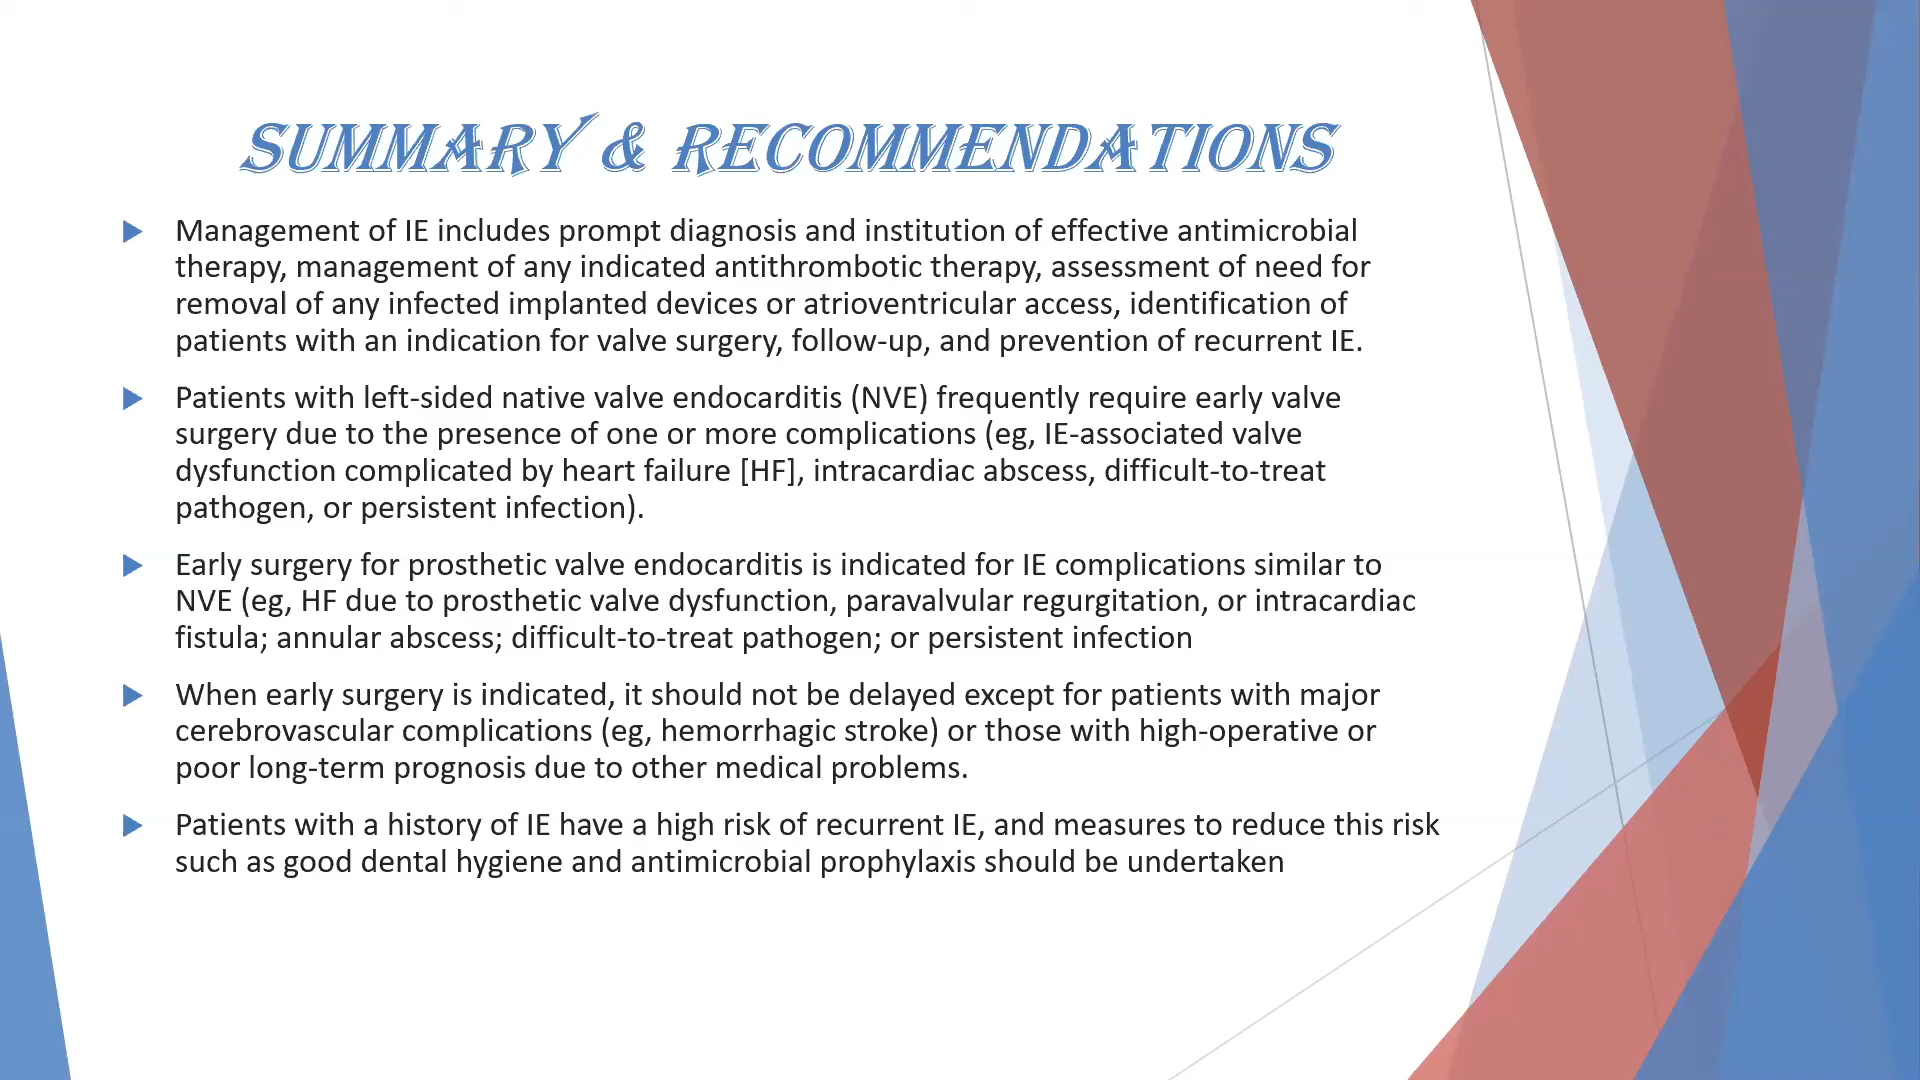 SUMMARY & RECOMMENDATIONS
Management of IE includes prompt diagnosis and institution of effective antimicrobial
therapy, management of any indicated antithrombotic therapy, assessment of need for
removal of any infected implanted devices or atrioventricular access, identification of
patients with an indication for valve surgery, follow-up, and prevention of recurrent IE.
Patients with left-sided native valve endocarditis (NVE) frequently require early valve
surgery due to the presence of one or more complications (eg, IE-associated valve
dysfunction complicated by heart failure [HF], intracardiac abscess, difficult-to-treat
pathogen, or persistent infection).
Early surgery for prosthetic valve endocarditis is indicated for IE complications similar to
NVE (eg, HF due to prosthetic valve dysfunction, paravalvular regurgitation, or intracardiac
fistula; annular abscess; difficult-to-treat pathogen; or persistent infection
When early surgery is indicated, it should not be delayed except for patients with major
cerebrovascular complications (eg, hemorrhagic stroke) or those with high-operative or
poor long-term prognosis due to other medical problems.
Patients with a history of IE have a high risk of recurrent IE, and measures to reduce this risk
such as good dental hygiene and antimicrobial prophylaxis should be undertaken